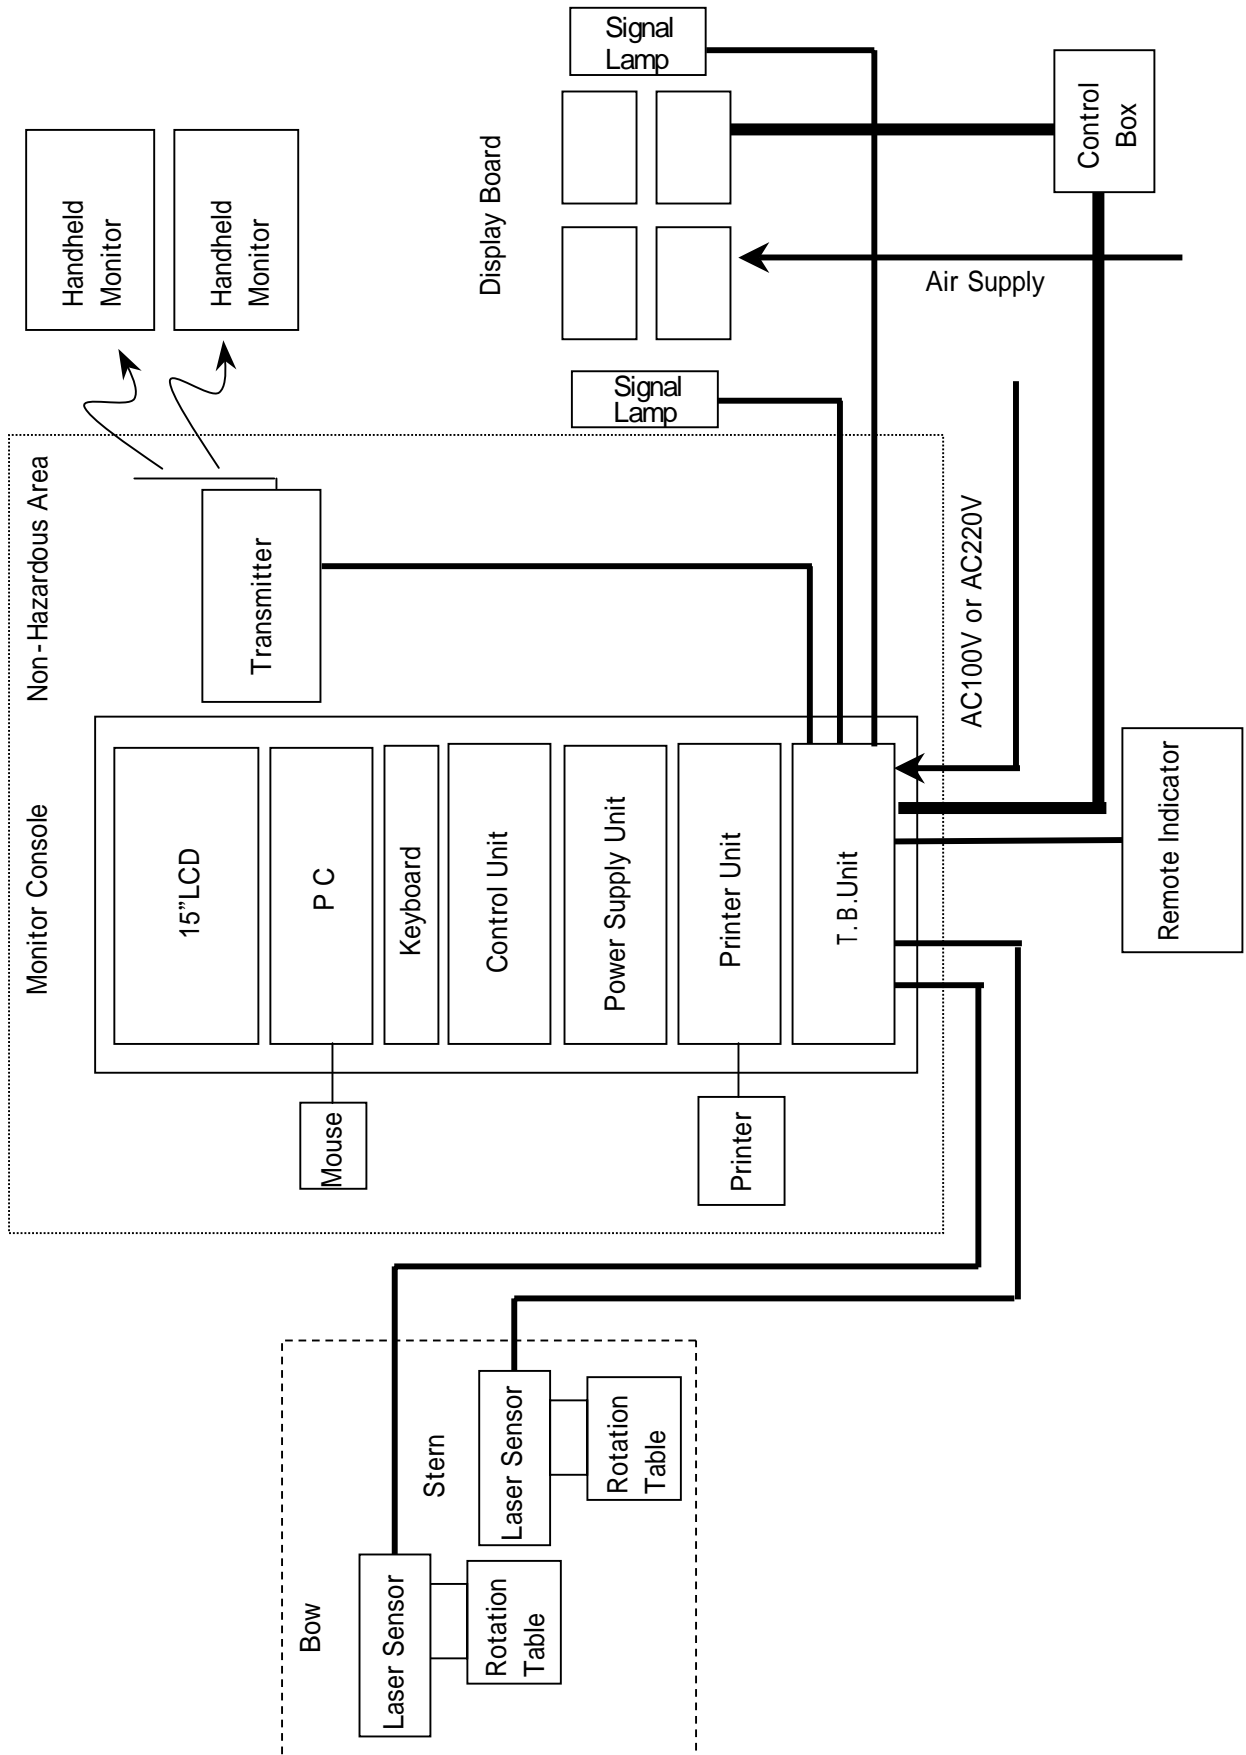 Signal
Lamp
Control
Box
Handheld
Monitor
Handheld
Monitor
Display Board
Air Supply
Signal
Lamp
Non-Hazardous Area
Transmitter
AC100V or AC220V
Monitor Console
15”LCD
P C
Keyboard
Control Unit
Power Supply Unit
Printer Unit
T.B.Unit
Remote Indicator
Mouse
Printer
Bow
Stern
Laser Sensor
Rotation
Table
Laser Sensor
Rotation
Table